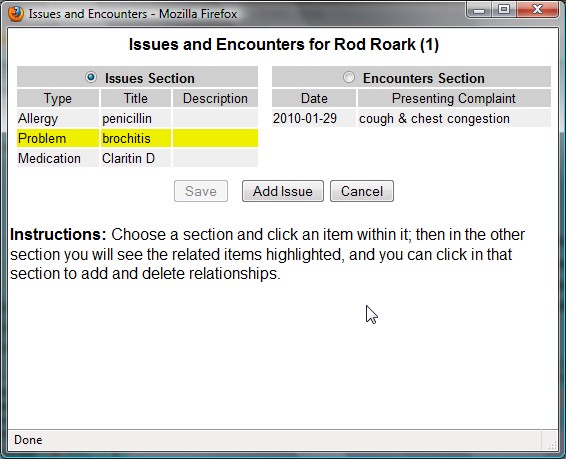 Issues and Encounters - Mozilla Firefox
Issues and Encounters for Rod Roark (1)
Issues Section Encounters Section
Type Title Description Date Presenting Complaint
Allergy penicillin 2010-01-29 cough & chest congestion
Problem brochitis
Medication Claritin D
Save Add Issue Cancel
Instructions: Choose a section and click an item within it; then in the other
section you will see the related items highlighted, and you can click in that
section to add and delete relationships.
Done